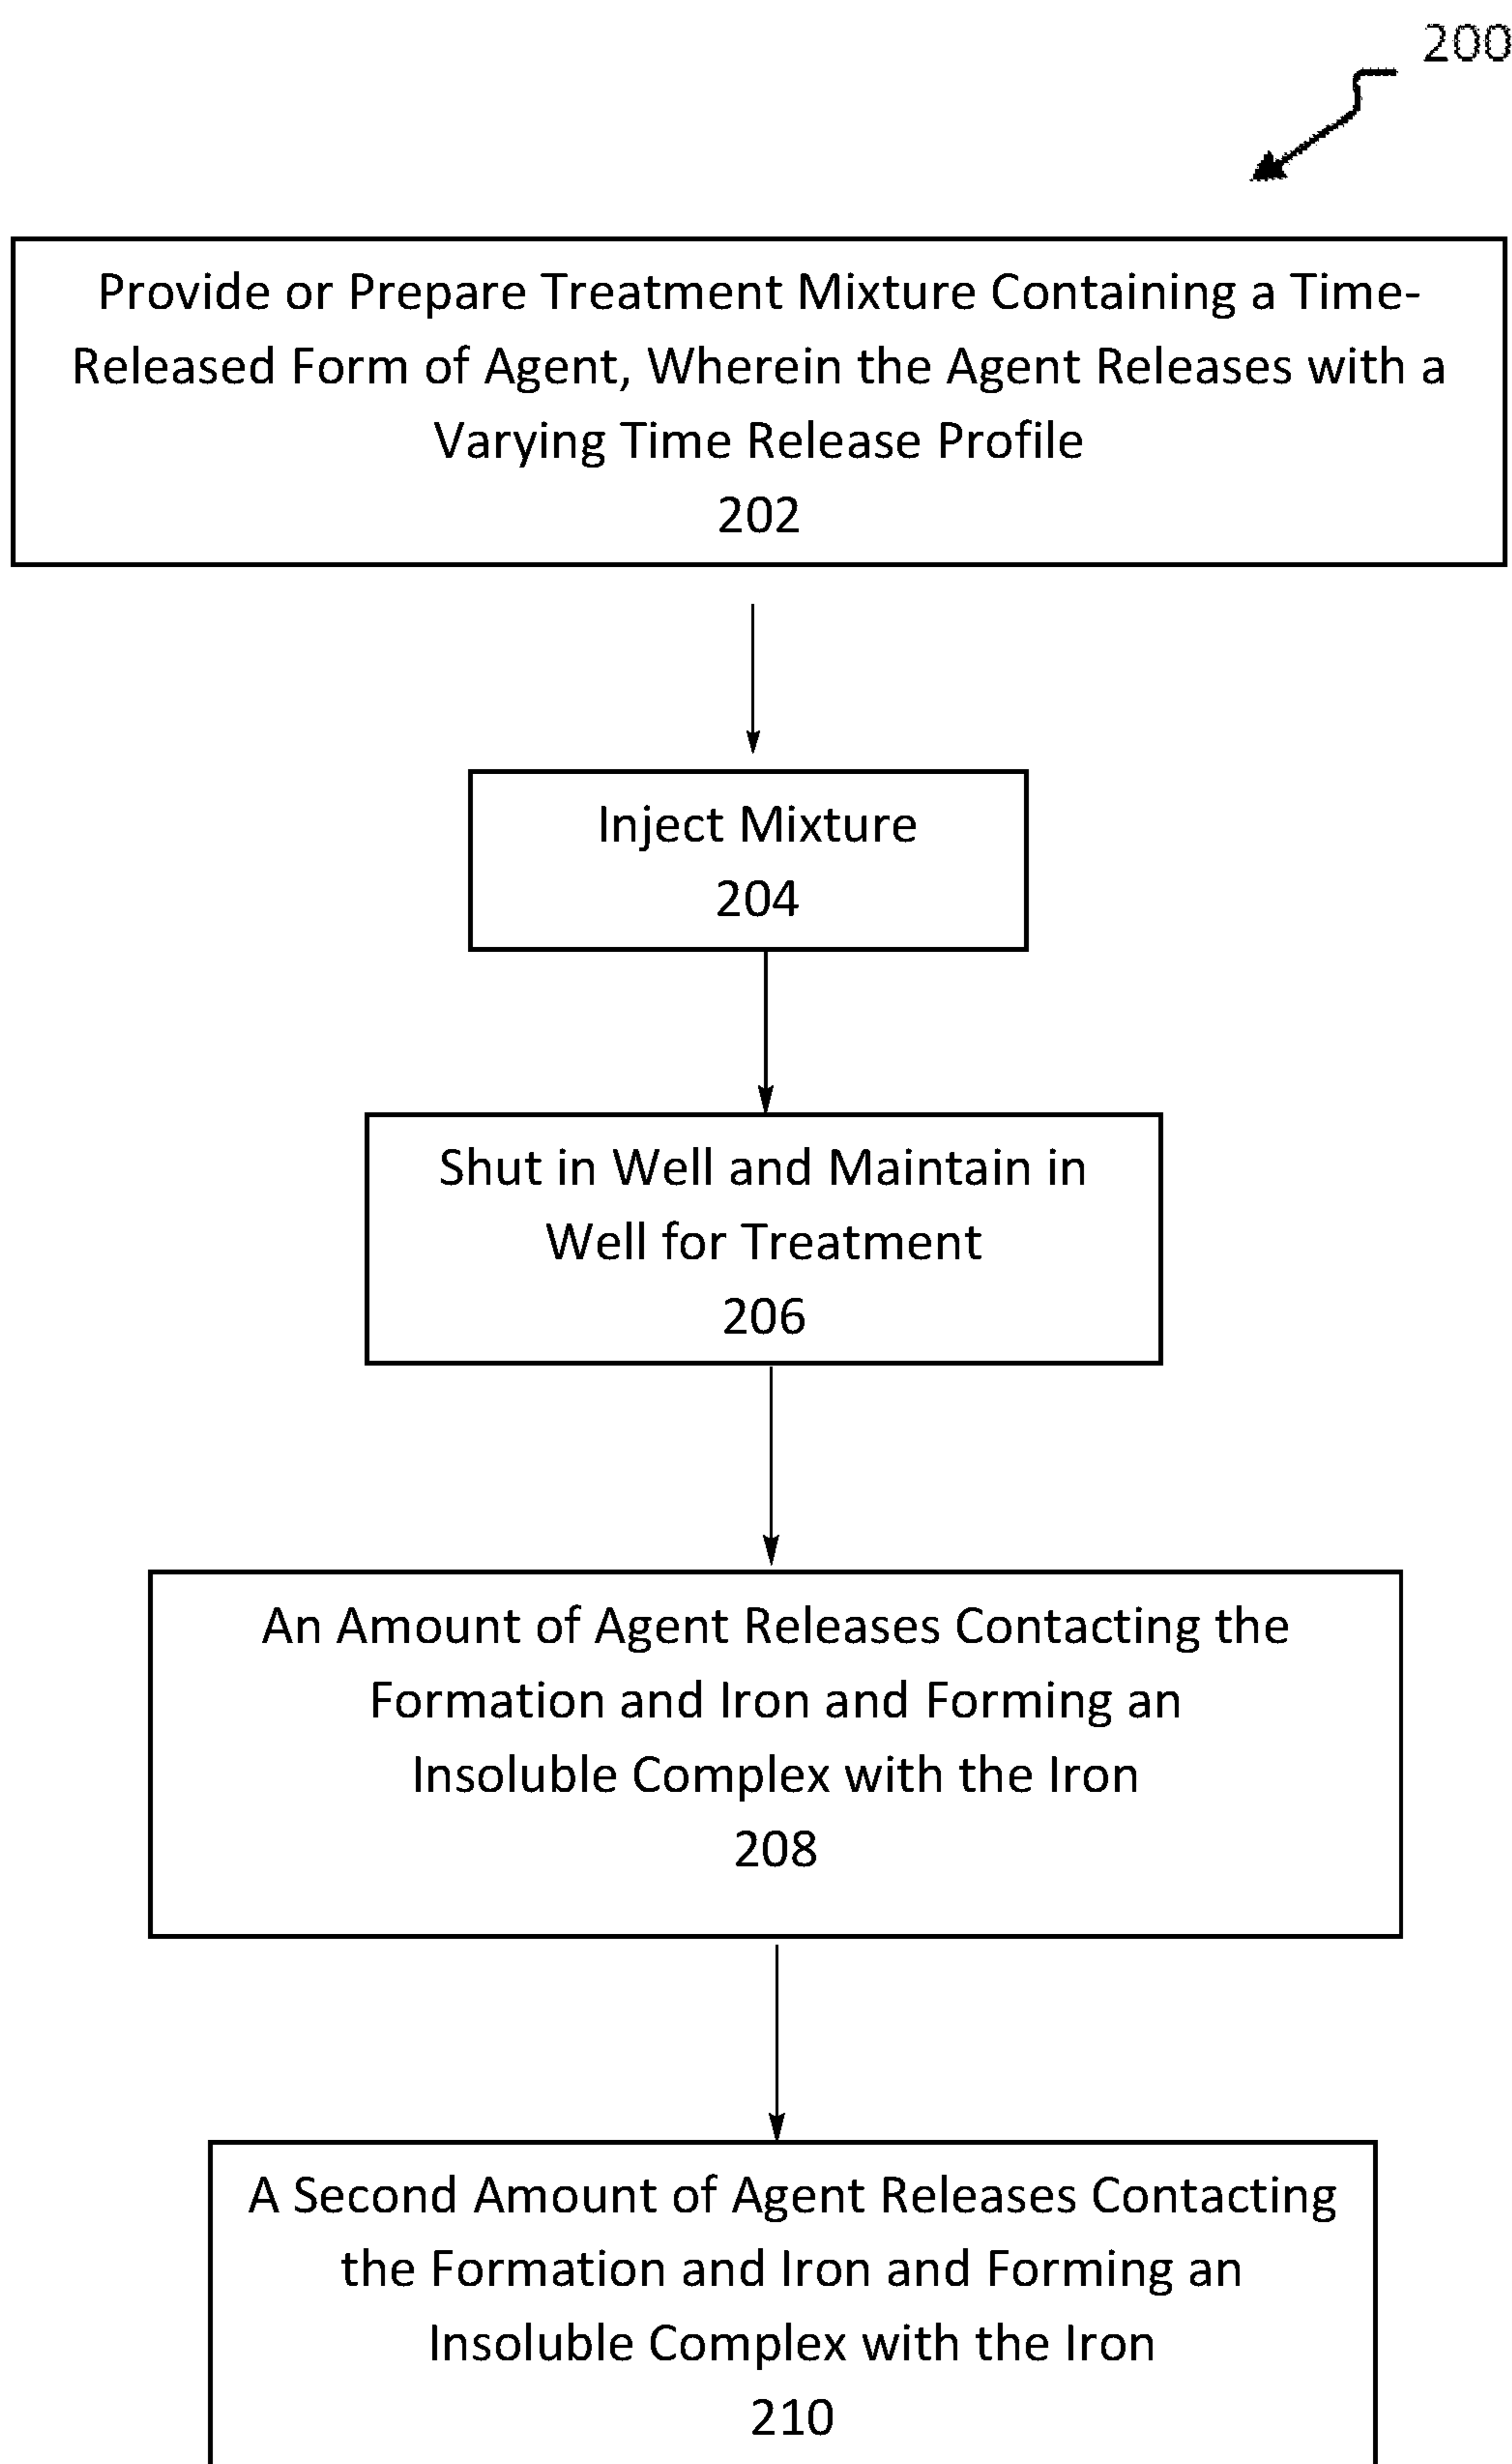 200
Provide or Prepare Treatment Mixture Containing a Time-
Released Form of Agent, Wherein the Agent Releases with a
Varying Time Release Profile
202
Inject Mixture
204
Shut in Well and Maintain in
Well for Treatment
206
An Amount of Agent Releases Contacting the
Formation and Iron and Forming an
Insoluble Complex with the Iron
208
A Second Amount of Agent Releases Contacting
the Formation and Iron and Forming an
Insoluble Complex with the Iron
210